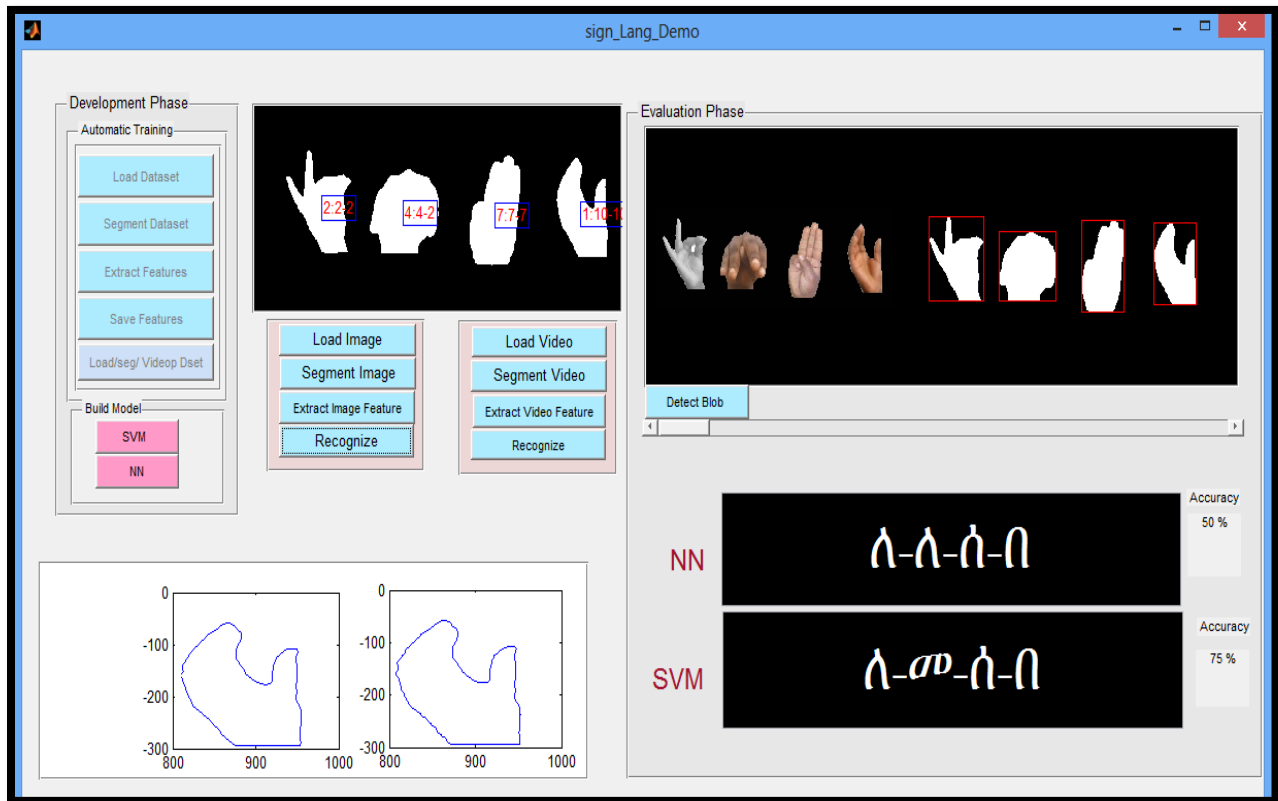 sign_Lang_Demo
Development Phase
Automatic Training
Load Dataset
Segment Dataset
Extract Features
Save Features
Load/seg/ Videop Dset
Build Model
SVM
NN
2:2-2
4:4-2
7:7-7
1:10-10
Load Image
Segment Image
Extract Image Feature
Recognize
Load Video
Segment Video
Extract Video Feature
Recognize
0
-100
-200
-300
800 900 1000
0
-100
-200
-300
800 900 1000
Evaluation Phase
Detect Blob
NN
ለ-ለ-ሰ-በ
Accuracy
50 %
SVM
ለ-መ-ሰ-በ
Accuracy
75 %